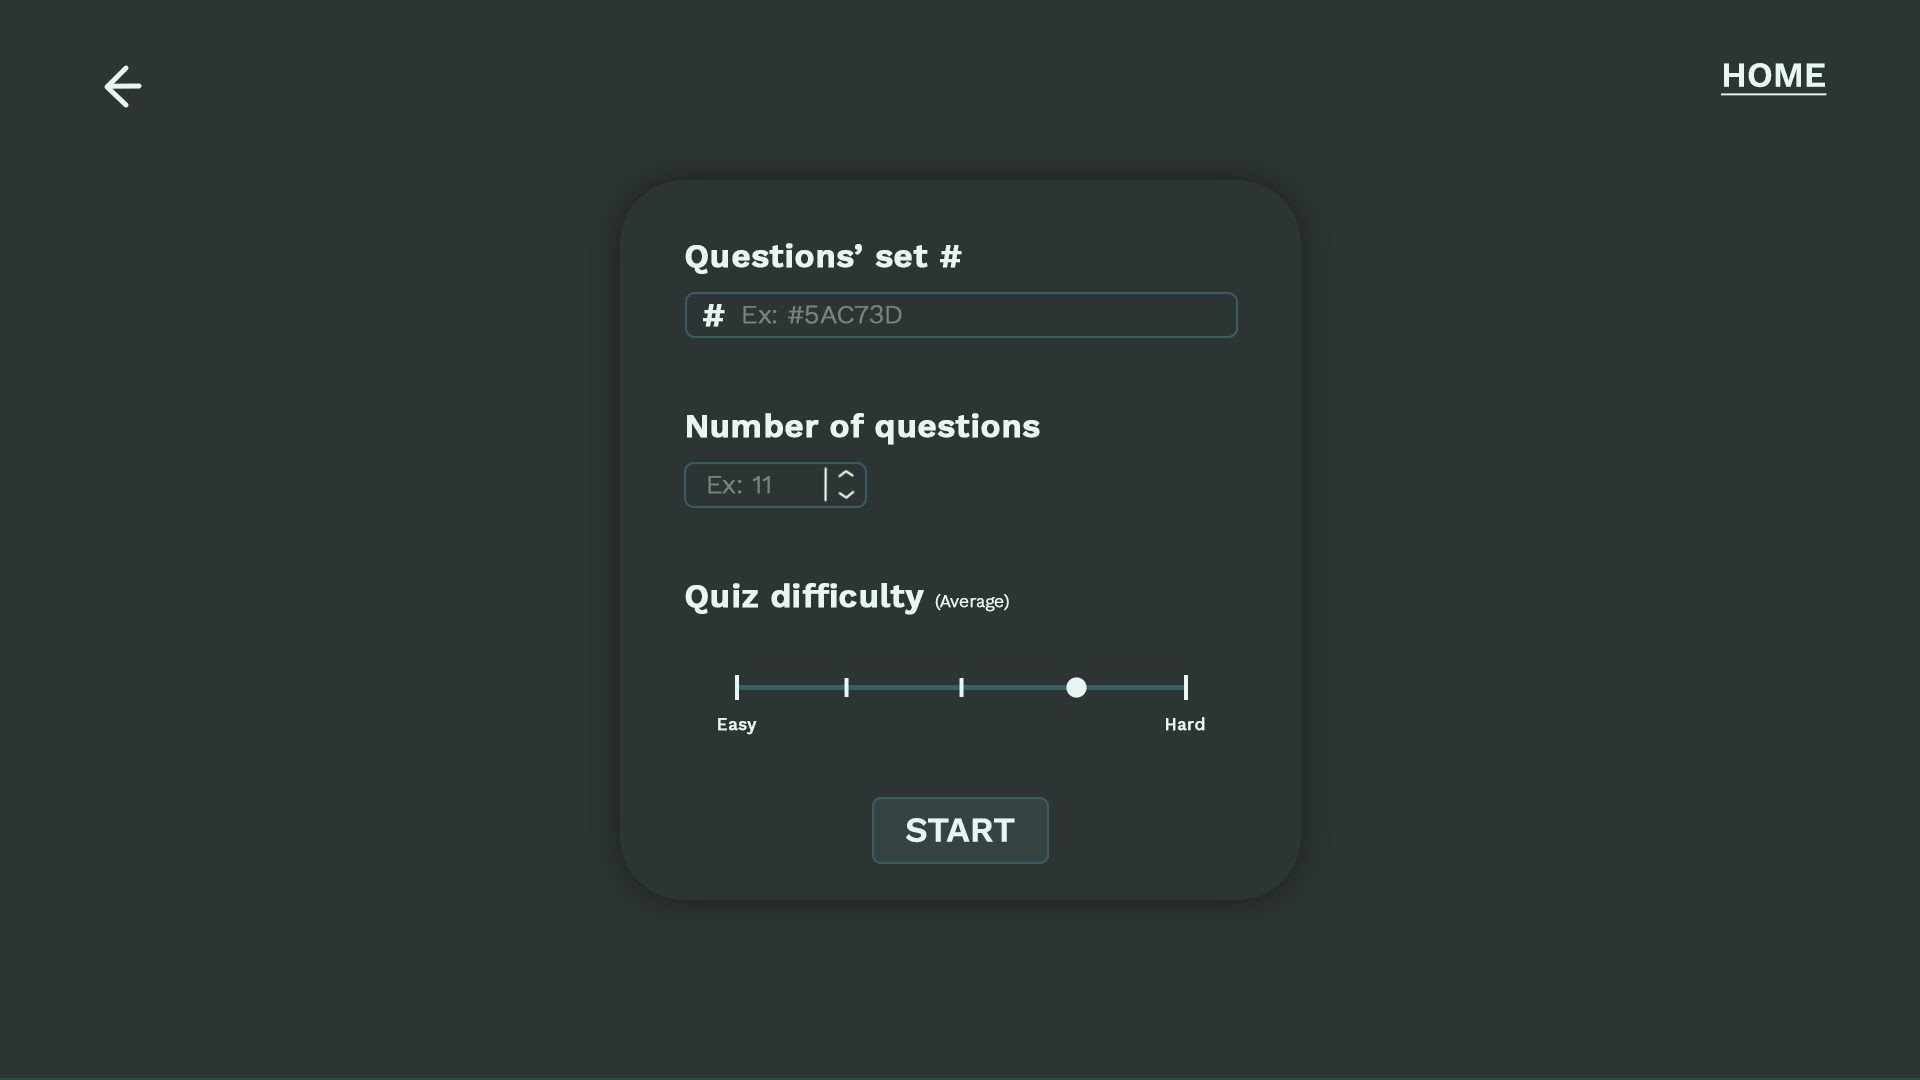 HOME
Questions’ set #
# Ex: #5AC73D
Number of questions
Ex: 11
Quiz difficulty (Average)
Easy Hard
START